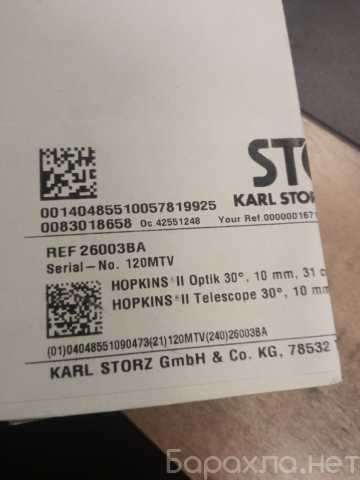 STO
KARL STOR
00140485510057819925
0083018658 Oc 42551248 Your Ref.0000001671
REF 26003BA
Serial-No. 120MTV
HOPKINS® II Optik 30°, 10 mm, 31 c
HOPKINS® II Telescope 30°, 10 mm
(01)04048551090473(21)120MTV(240)26003BA
KARL STORZ GmbH & Co. KG, 78532
Барахла.нет